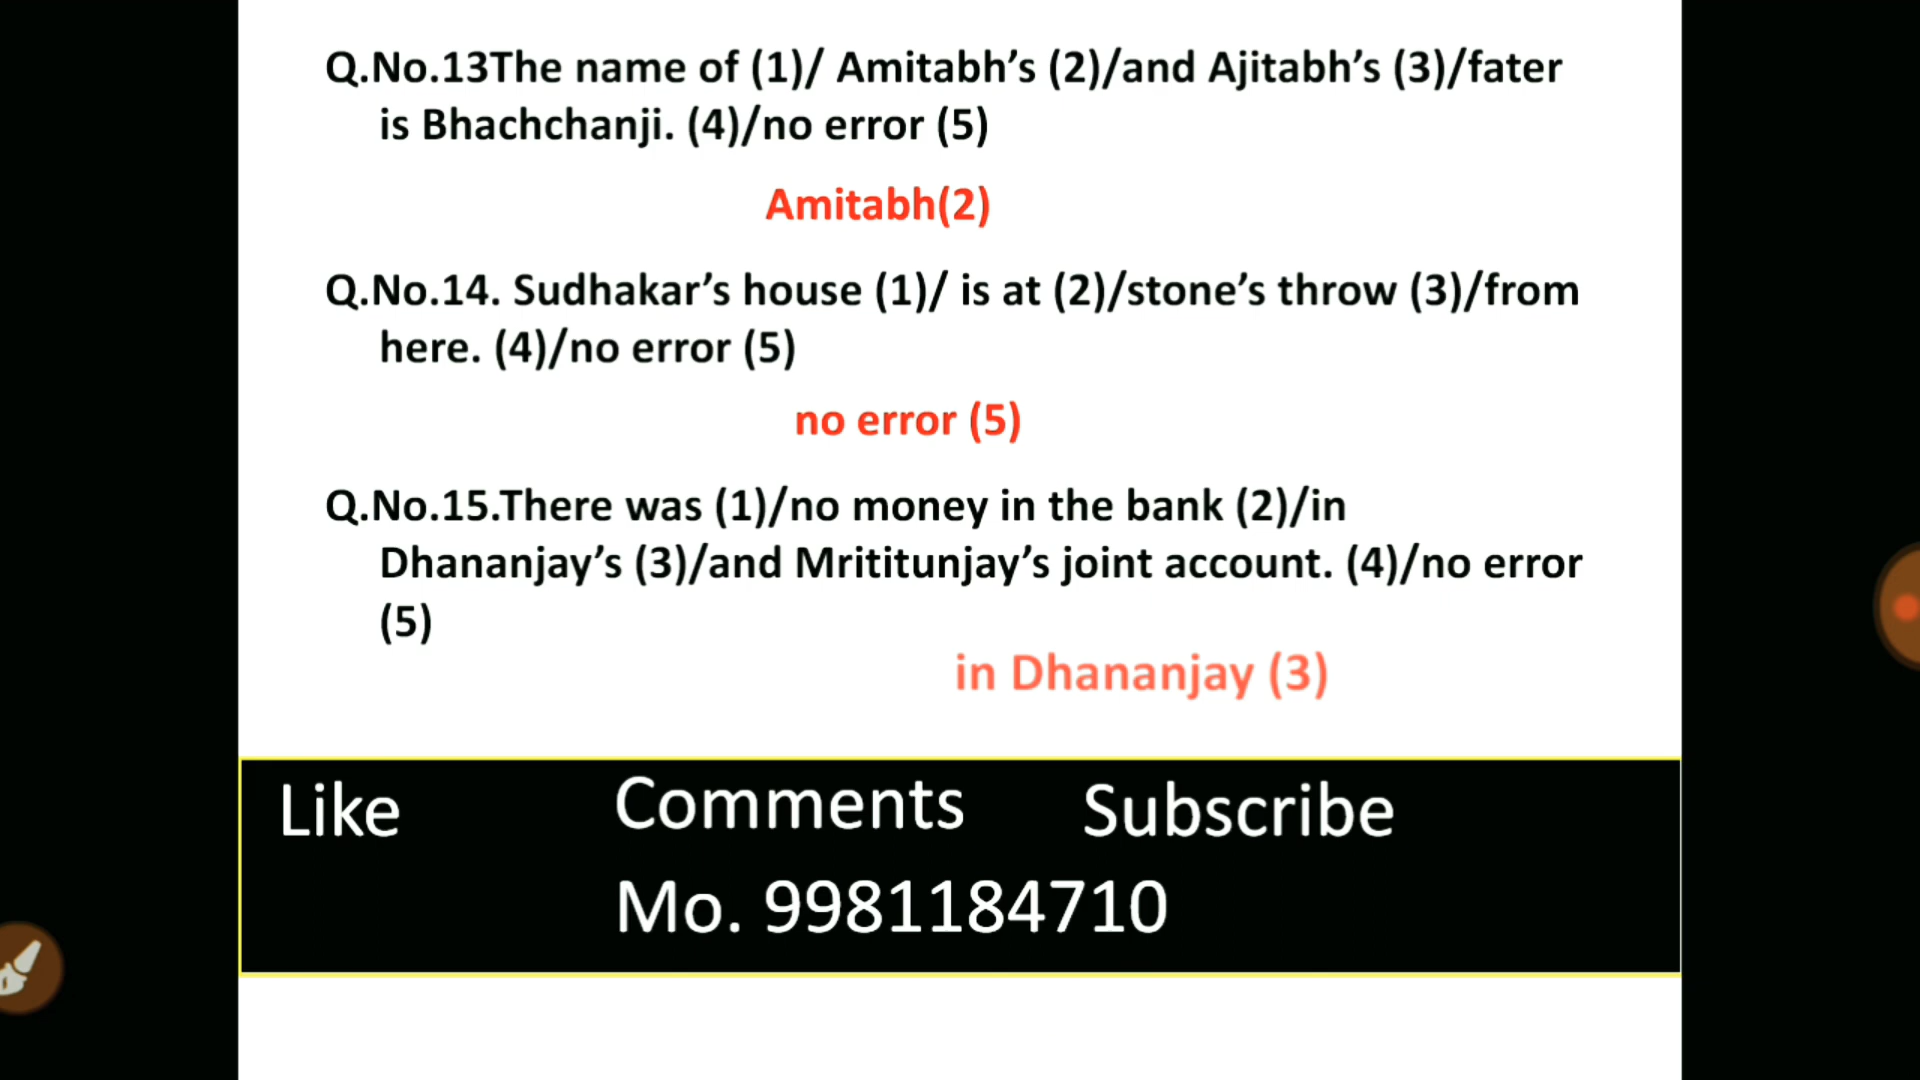 Q.No.13The name of (1)/ Amitabh’s (2)/and Ajitabh’s (3)/fater
is Bhachchanji. (4)/no error (5)
Amitabh(2)
Q.No.14. Sudhakar’s house (1)/ is at (2)/stone’s throw (3)/from
here. (4)/no error (5)
no error (5)
Q.No.15.There was (1)/no money in the bank (2)/in
Dhananjay’s (3)/and Mrititunjay’s joint account. (4)/no error
(5)
in Dhananjay (3)
Like Comments Subscribe
Mo. 9981184710